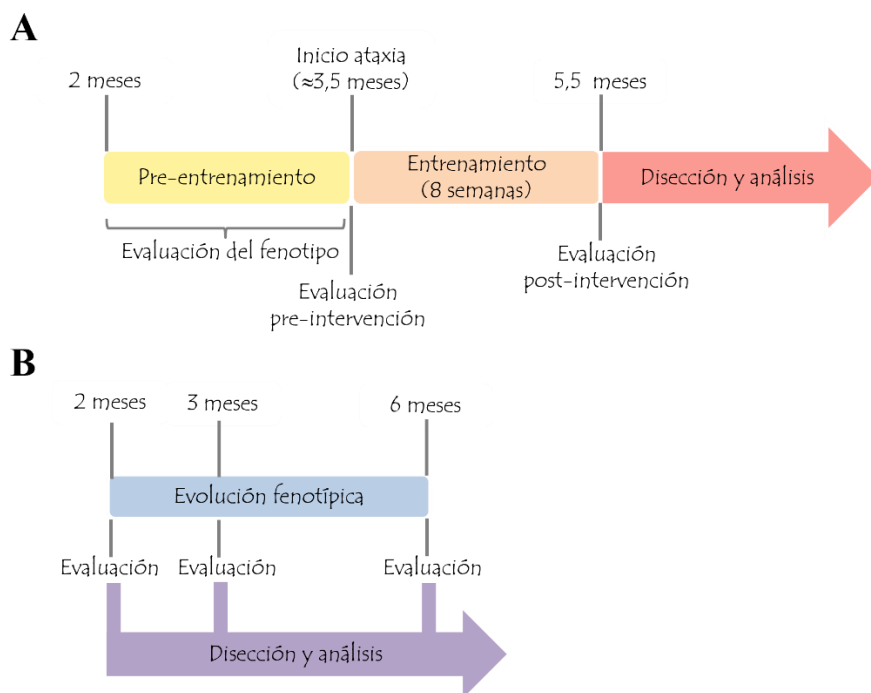 A
2 meses
Inicio ataxia
(≈3,5 meses)
5,5 meses
Pre-entrenamiento
Entrenamiento
(8 semanas)
Disección y análisis
Evaluación del fenotipo
Evaluación
pre-intervención
Evaluación
post-intervención
B
2 meses
3 meses
6 meses
Evolución fenotípica
Evaluación
Evaluación
Evaluación
Disección y análisis